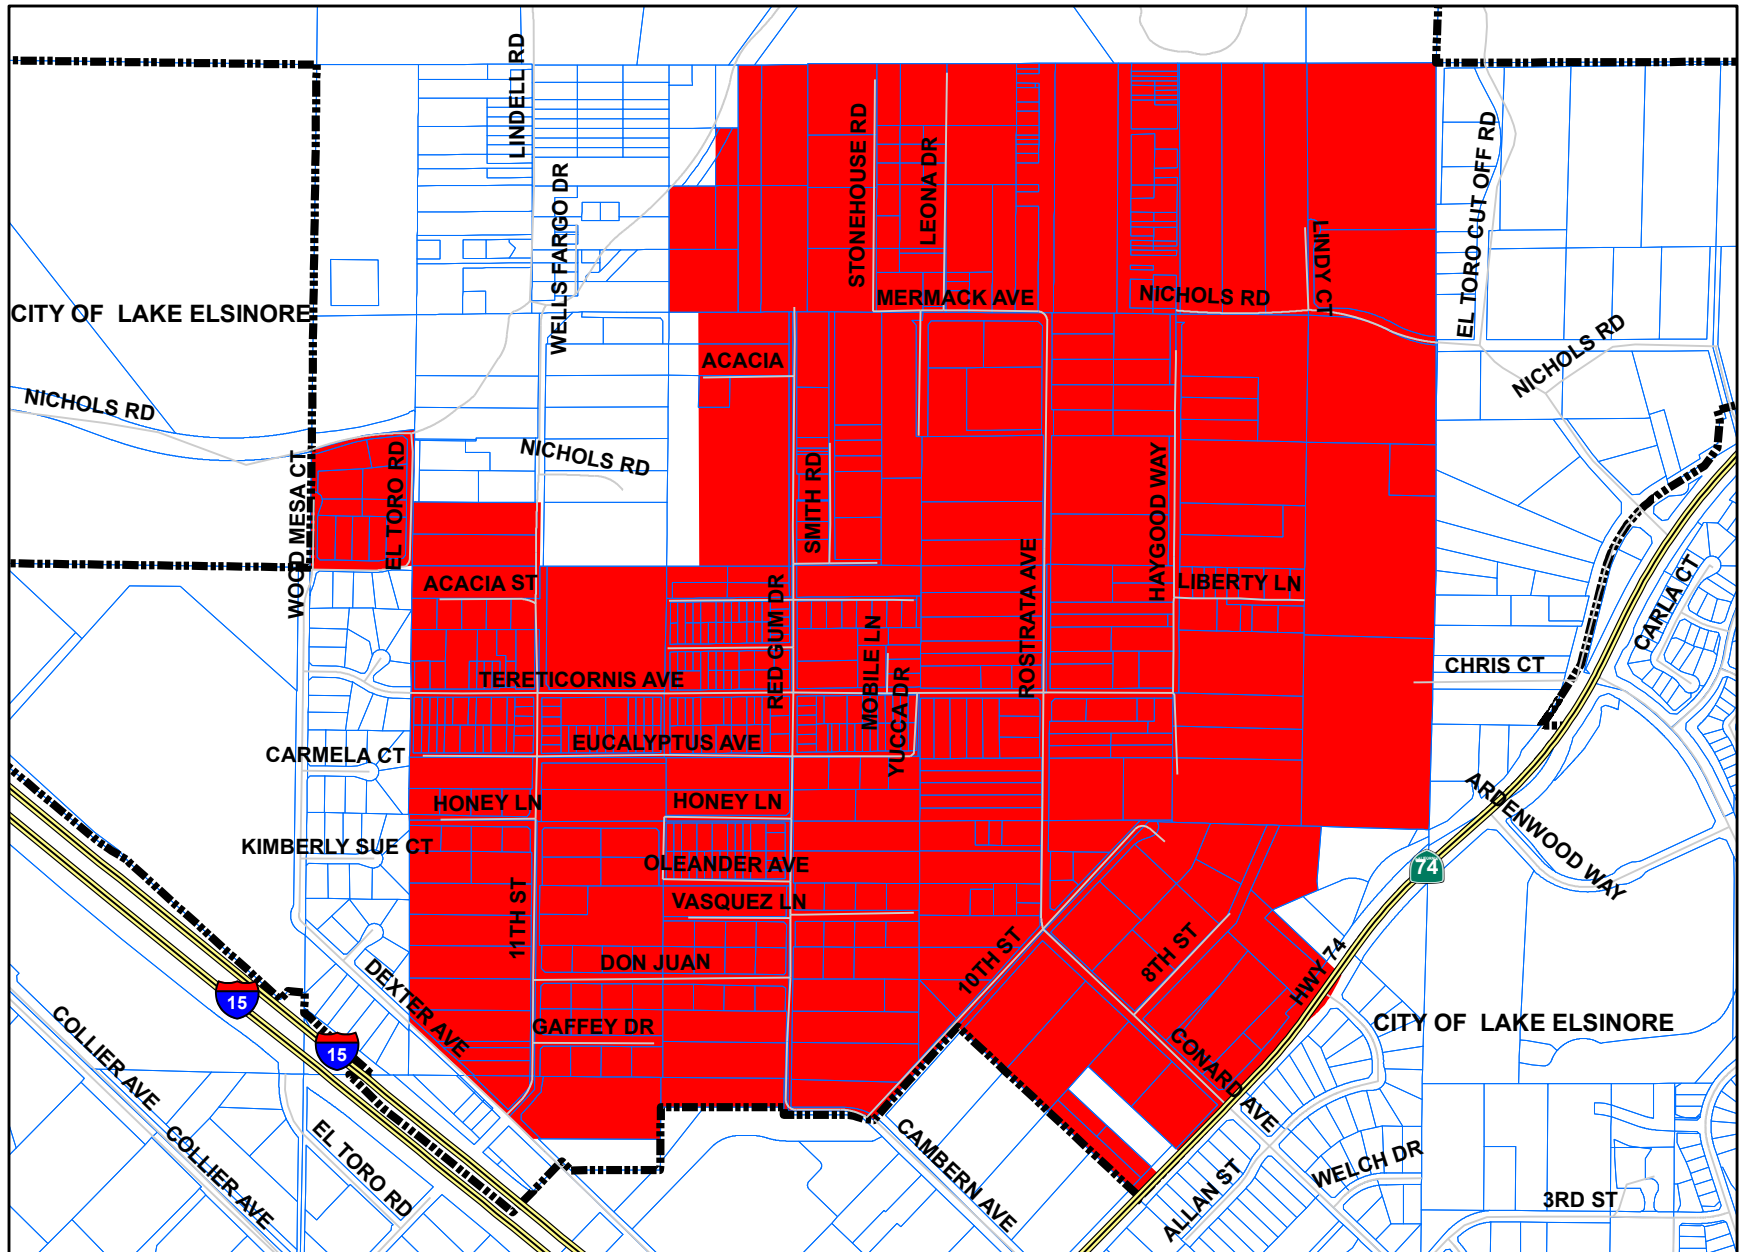 LINDELL RD
WELLS FARGO DR
STONEHOUSE RD
LEONA DR
LINDY CT
EL TORO CUT OFF RD
CITY OF LAKE ELSINORE
MERMACK AVE
NICHOLS RD
NICHOLS RD
ACACIA
NICHOLS RD
NICHOLS RD
WOOD MESA CT
EL TORO RD
SMITH RD
HAYGOOD WAY
ROSTRATA AVE
ACACIA ST
LIBERTY LN
RED GUM DR
MOBILE LN
YUCCA DR
CARLA CT
CHRIS CT
TERETICORNIS AVE
EUCALYPTUS AVE
CARMELA CT
HONEY LN
HONEY LN
ARDENWOOD WAY
KIMBERLY SUE CT
OLEANDER AVE
74
VASQUEZ LN
11TH ST
DON JUAN
10TH ST
8TH ST
HWY 74
DEXTER AVE
15
15
GAFFEY DR
CITY OF LAKE ELSINORE
CONARD AVE
COLLIER AVE
COLLIER AVE
EL TORO RD
CAMBERN AVE
ALLAN ST
WELCH DR
3RD ST